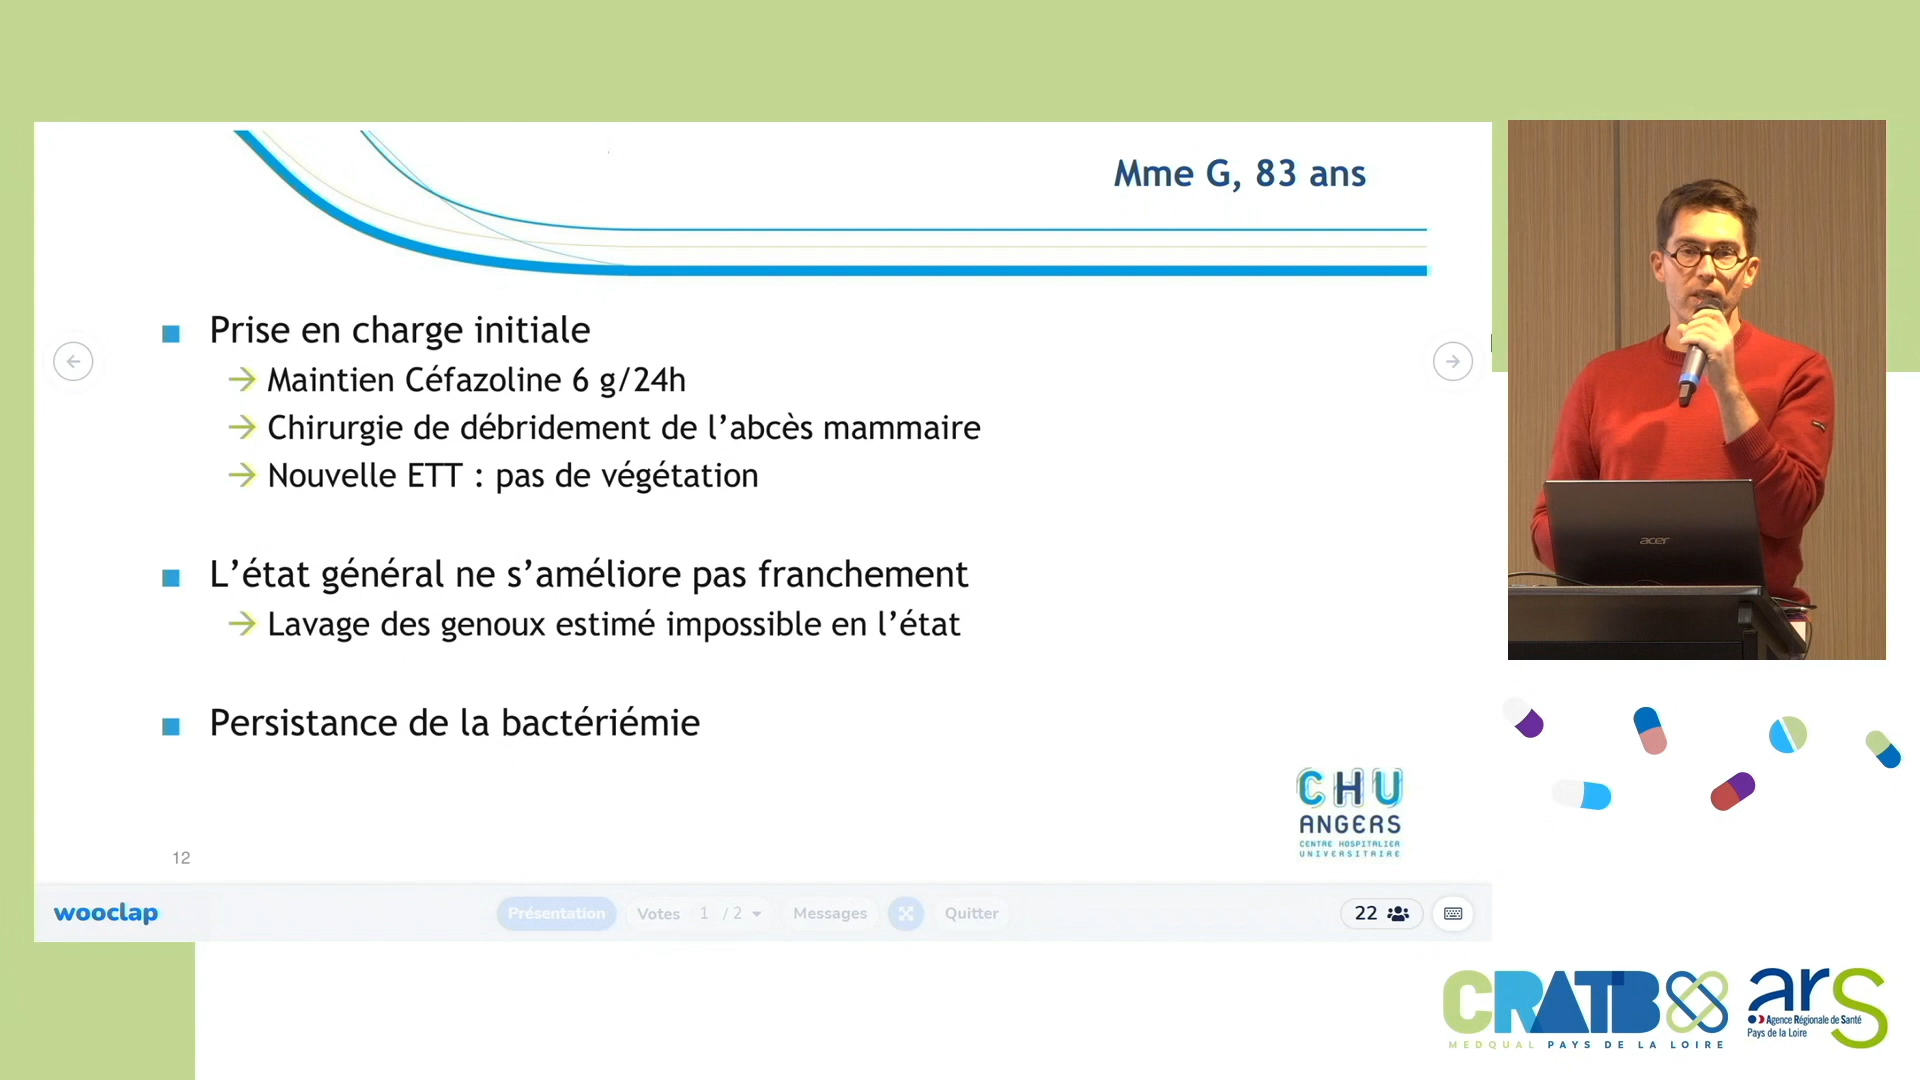 Mme G, 83 ans
Prise en charge initiale
Maintien Céfazoline 6 g/24h
Chirurgie de débridement de l'abcès mammaire
Nouvelle ETT : pas de végétation
L'état général ne s'améliore pas franchement
Lavage des genoux estimé impossible en l'état
Persistance de la bactériémie
CHU
ANGERS
CENTRE HOSPITALIER
UNIVERSITAIRE
12
wooclap
Présentation
Votes 1 / 2
Messages
Quitter
22
acer
CRATB
MEDQUAL PAYS DE LA LOIRE
ars
Agence Régionale de Santé
Pays de la Loire